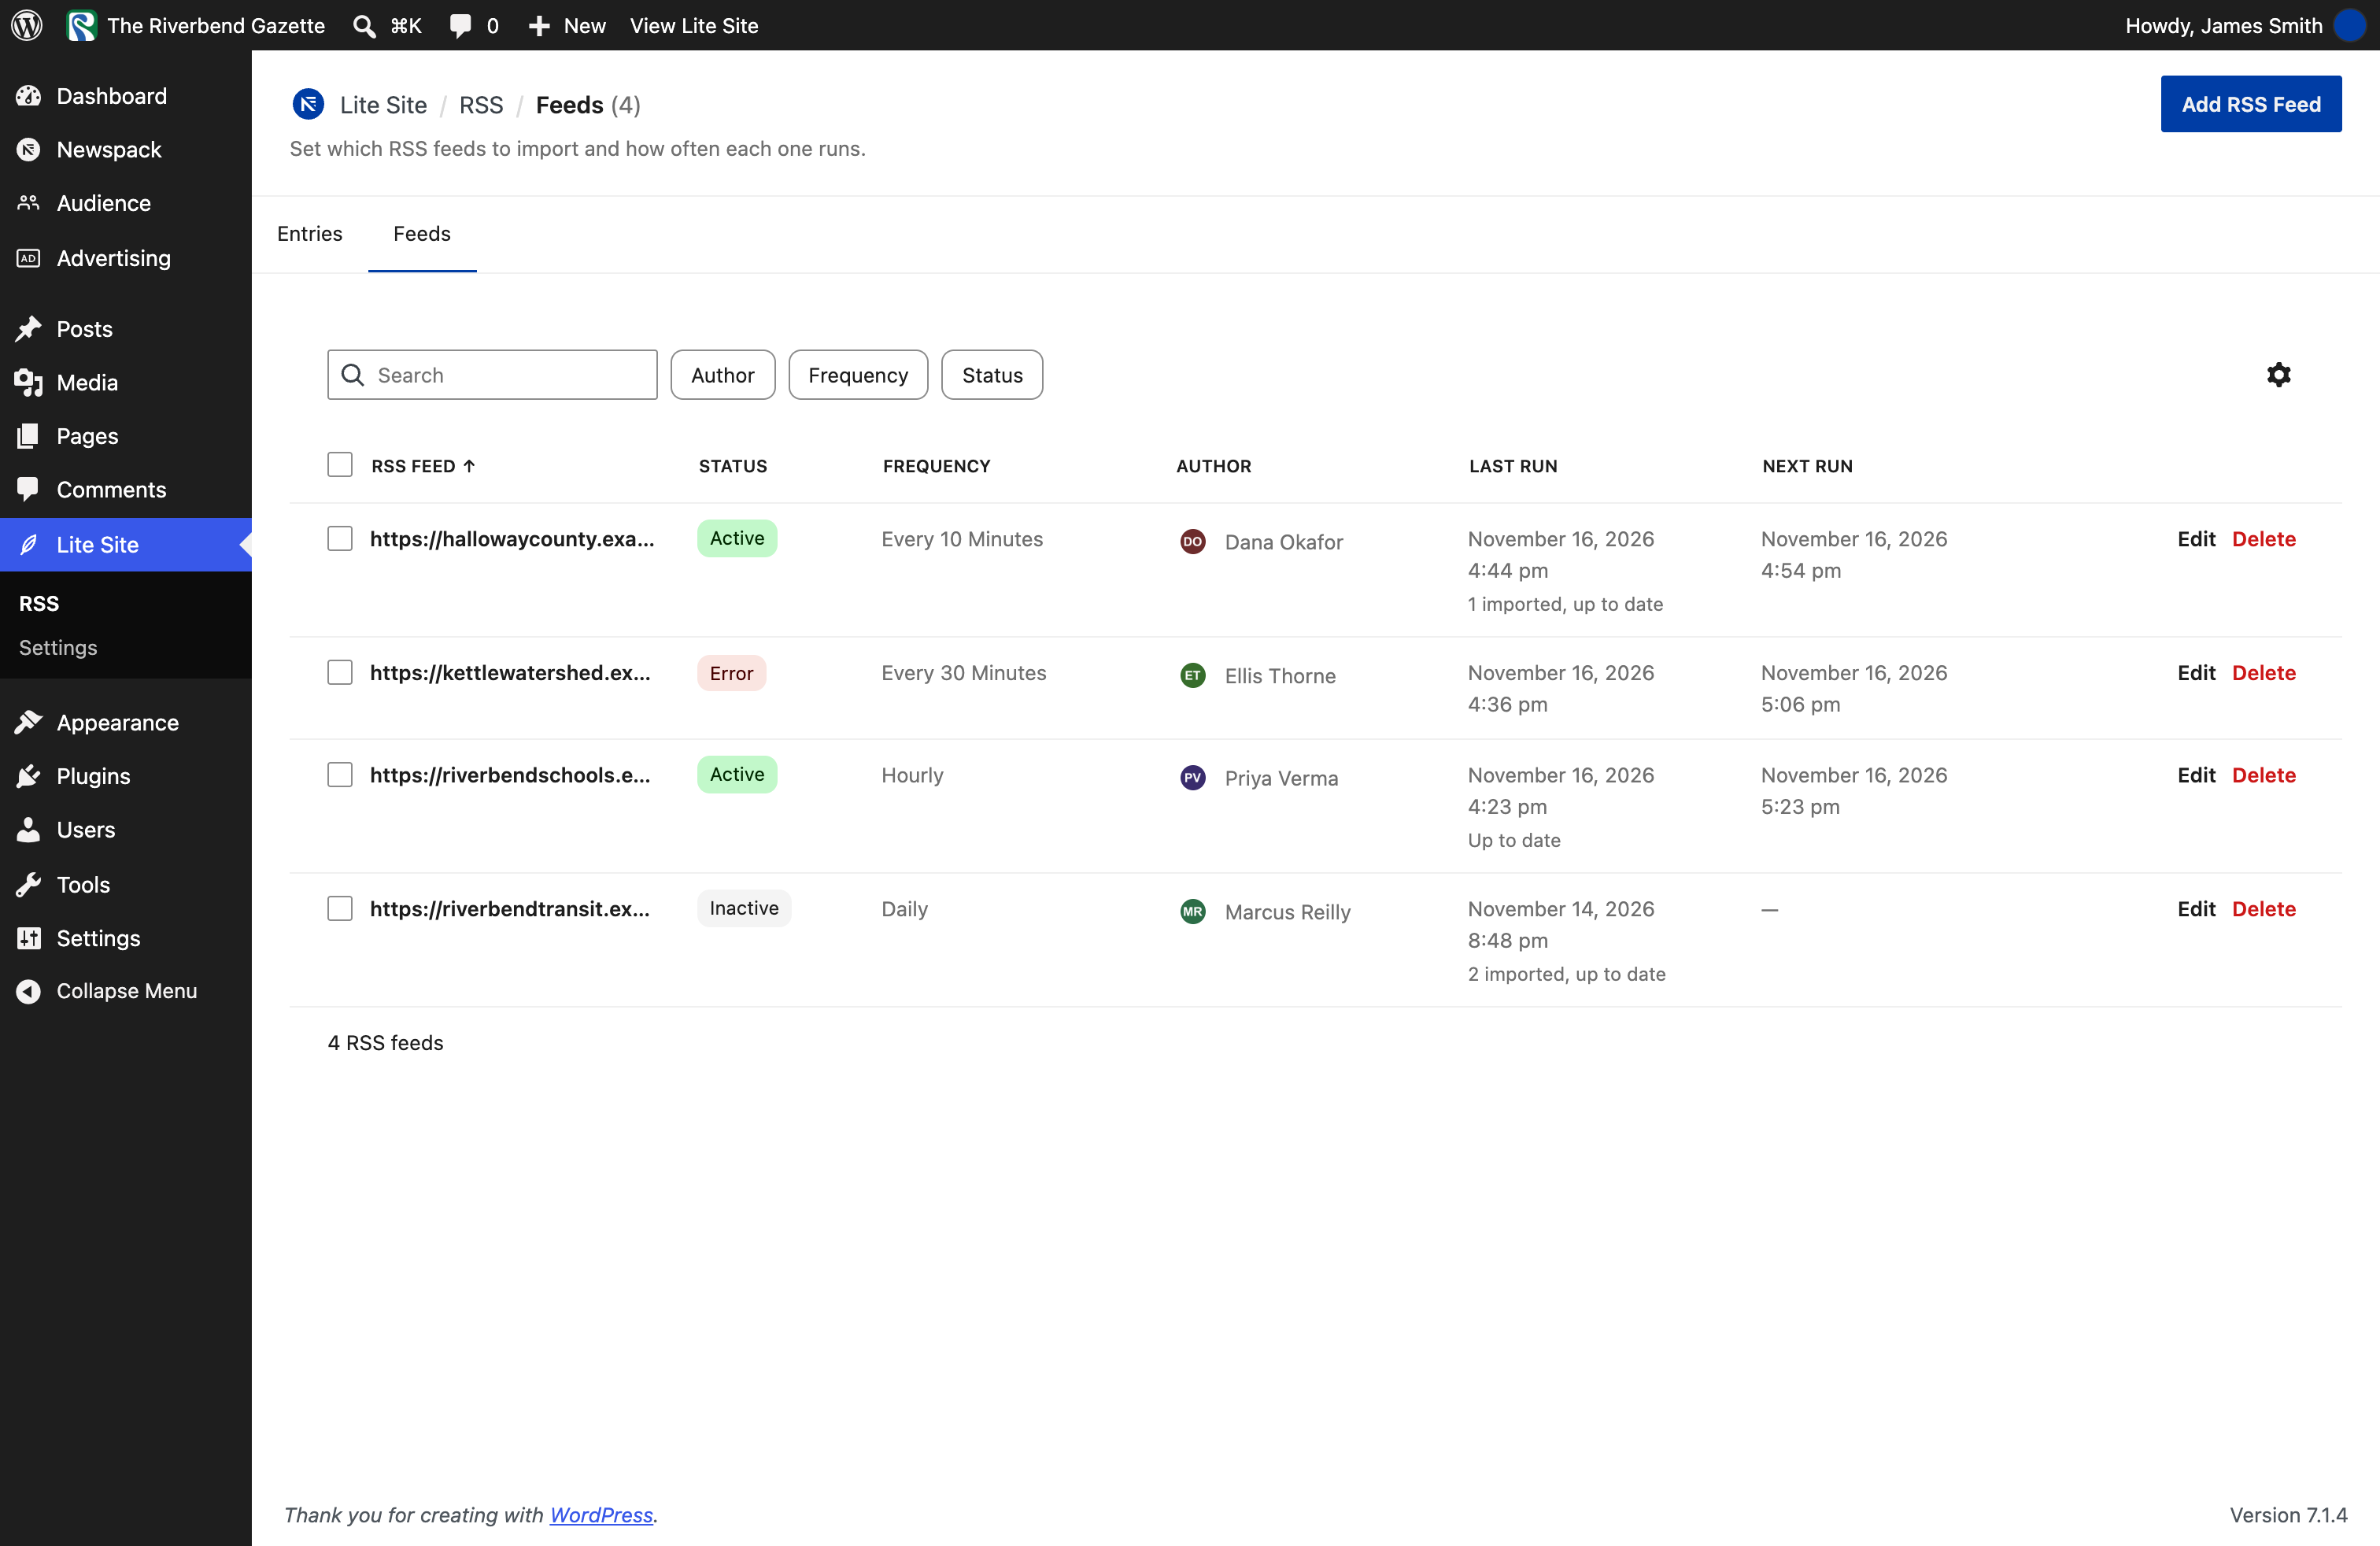 The Riverbend Gazette ⌘K 0 New View Lite Site Howdy, James Smith
Dashboard
Newspack
Audience
AD Advertising
Posts
Media
Pages
Comments
Lite Site
RSS
Settings
Appearance
Plugins
Users
Tools
Settings
Collapse Menu
Lite Site / RSS / Feeds (4)
Set which RSS feeds to import and how often each one runs.
Add RSS Feed
Entries Feeds
Search Author Frequency Status
RSS FEED ↑ STATUS FREQUENCY AUTHOR LAST RUN NEXT RUN
https://hallowaycounty.exa... Active Every 10 Minutes DO Dana Okafor November 16, 2026 November 16, 2026 Edit Delete
4:44 pm 4:54 pm
1 imported, up to date
https://kettlewatershed.ex... Error Every 30 Minutes ET Ellis Thorne November 16, 2026 November 16, 2026 Edit Delete
4:36 pm 5:06 pm
https://riverbendschools.e... Active Hourly PV Priya Verma November 16, 2026 November 16, 2026 Edit Delete
4:23 pm 5:23 pm
Up to date
https://riverbendtransit.ex... Inactive Daily MR Marcus Reilly November 14, 2026 — Edit Delete
8:48 pm
2 imported, up to date
4 RSS feeds
Thank you for creating with WordPress. Version 7.1.4